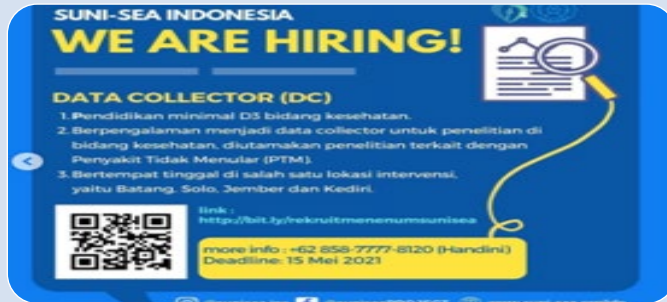 SUNI-SEA INDONESIA
WE ARE HIRING!
DATA COLLECTOR (DC)
1.Pendidikan minimal D3 bidang kesehatan.
2.Berpengalaman menjadi data collector untuk penelitian di
bidang kesehatan, diutamakan penelitian terkait dengan
Penyakit Tidak Menular (PTM).
3.Bertempat tinggal di salah satu lokasi intervensi,
yaitu Batang, Solo, Jember dan Kediri.
link :
http://bit.ly/rekruitmenenumsunisea
more info : +62 858-7777-8120 (Handini)
Deadline: 15 Mei 2021